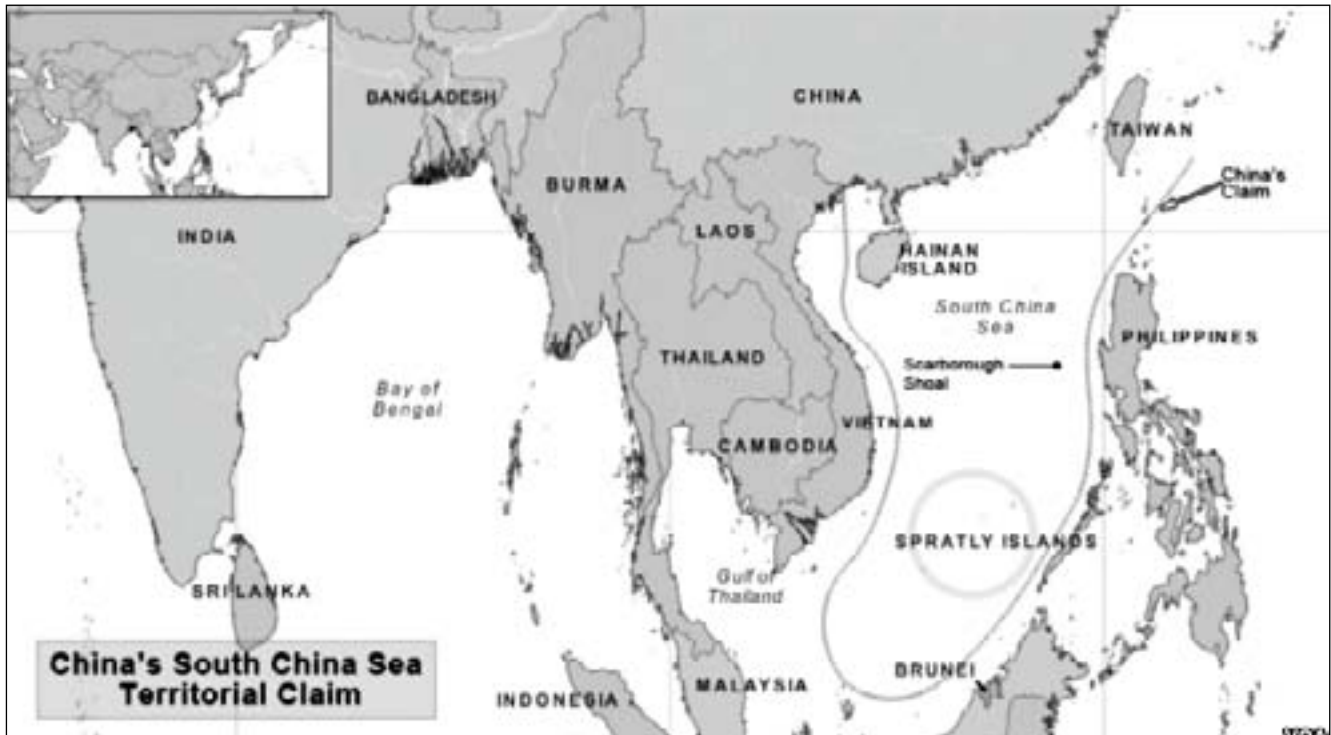 BANGLADESH
CHINA
TAIWAN
China's
Claim
BURMA
INDIA
LAOS
HAINAN
ISLAND
South China
Sea
PHILIPPINES
THAILAND
Scarborough
Shoal
Bay of
Bengal
VIETNAM
CAMBODIA
SPRATLY ISLANDS
Gulf of
Thailand
SRI LANKA
China's South China Sea
Territorial Claim
BRUNEI
INDONESIA
MALAYSIA